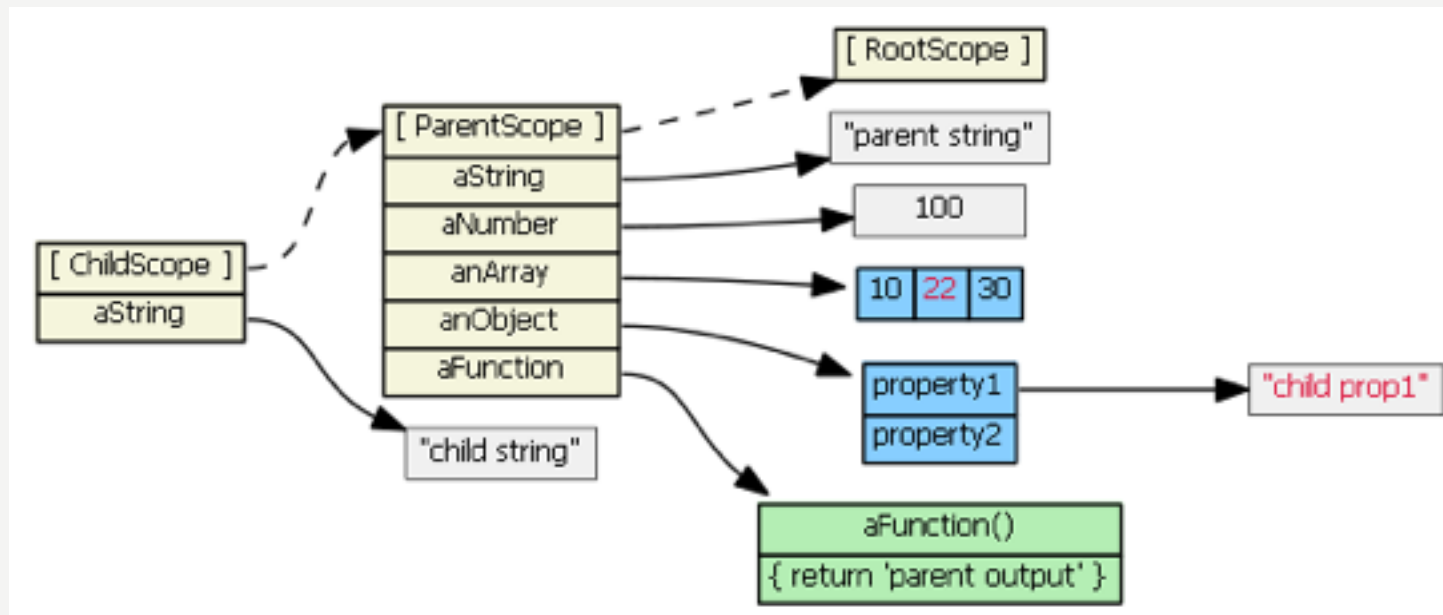 [ RootScope ]
[ ParentScope ]
"parent string"
aString
100
aNumber
[ ChildScope ]
anArray
10 22 30
aString
anObject
aFunction
property1
"child prop1"
property2
"child string"
aFunction()
{ return 'parent output' }